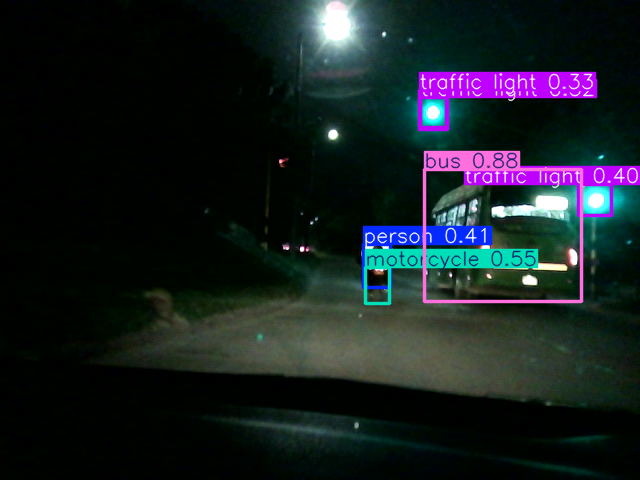 traffic light 0.33
bus 0.88
traffic light 0.40
person 0.41
motorcycle 0.55